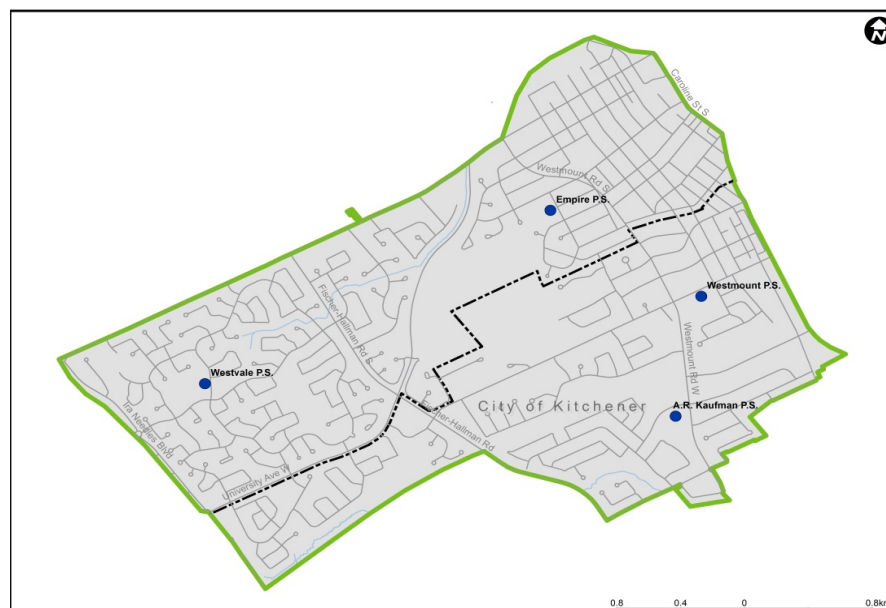 N
Caroline St S
Westmount Rd S
Empire P.S.
Westmount P.S.
Fischer-Hallman Rd S
Westmount Rd W
Westvale P.S.
City of Kitchener
A.R. Kaufman P.S.
Ira Needles Blvd
Fischer-Hallman Rd
University Ave W
0.8 0.4 0 0.8km